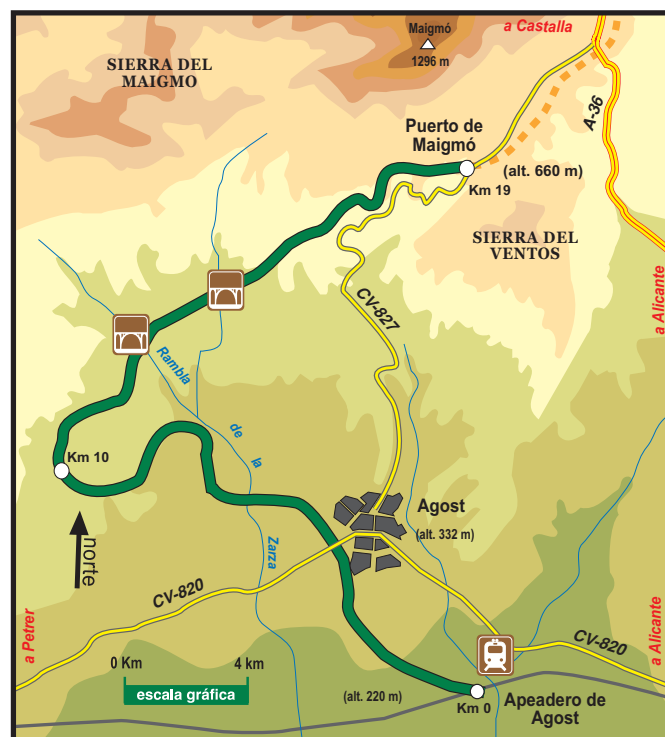 Maigmó
1296 m
a Castalla
SIERRA DEL
MAIGMO
A-36
Puerto de
Maigmó
(alt. 660 m)
Km 19
SIERRA DEL
VENTOS
a Alicante
CV-827
Rambla
de la
Zarza
Km 10
norte
Agost
(alt. 332 m)
CV-820
a Petrer
CV-820
a Alicante
0 Km
4 km
escala gráfica
(alt. 220 m)
Km 0
Apeadero de
Agost